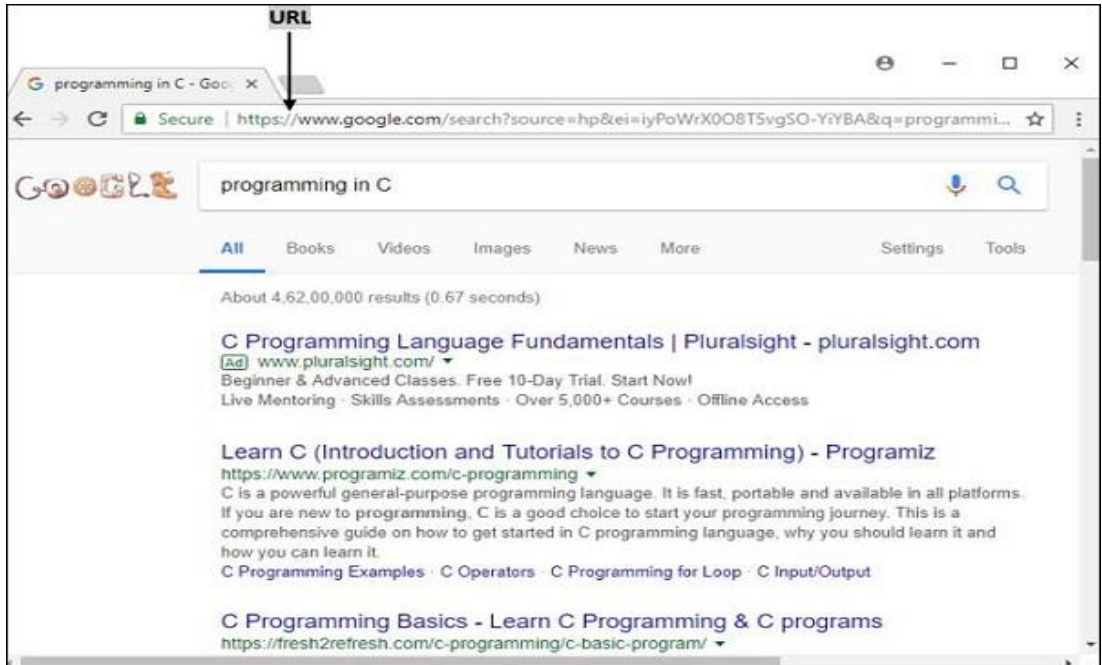 URL
programming in C - Goo
Secure | https://www.google.com/search?source=hp&ei=iyPoWrX0O8T5vgSO-YiYBA&q=programmi...
GOOGLE
programming in C
All Books Videos Images News More Settings Tools
About 4,62,00,000 results (0.67 seconds)
C Programming Language Fundamentals | Pluralsight - pluralsight.com
Ad www.pluralsight.com/
Beginner & Advanced Classes. Free 10-Day Trial. Start Now!
Live Mentoring · Skills Assessments · Over 5,000+ Courses · Offline Access
Learn C (Introduction and Tutorials to C Programming) - Programiz
https://www.programiz.com/c-programming
C is a powerful general-purpose programming language. It is fast, portable and available in all platforms.
If you are new to programming, C is a good choice to start your programming journey. This is a
comprehensive guide on how to get started in C programming language, why you should learn it and
how you can learn it.
C Programming Examples · C Operators · C Programming for Loop · C Input/Output
C Programming Basics - Learn C Programming & C programs
https://fresh2refresh.com/c-programming/c-basic-program/